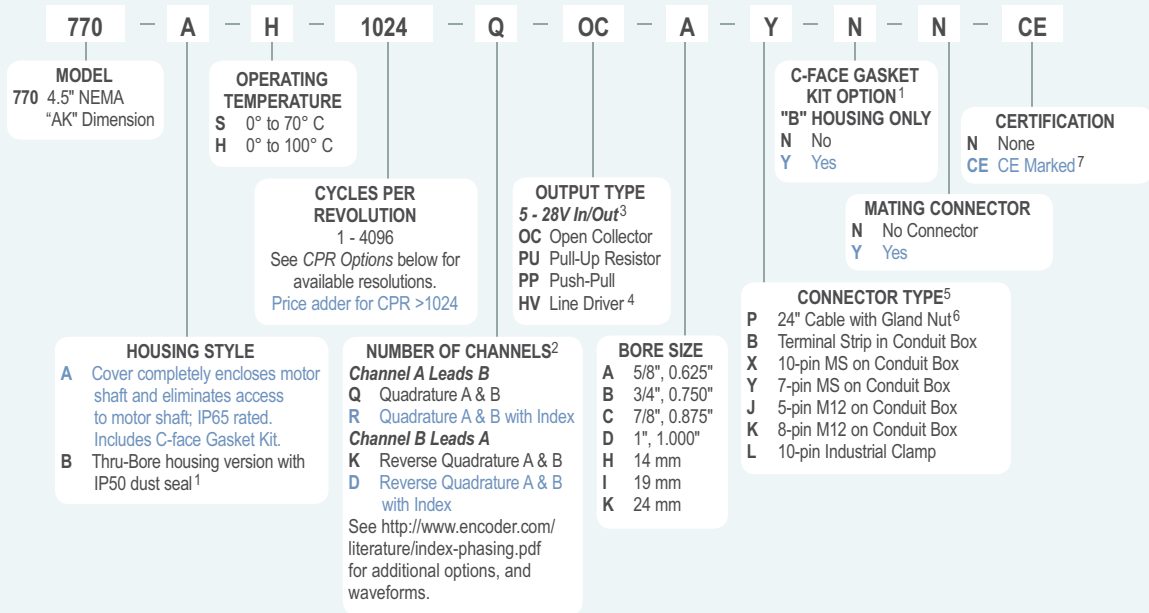 770 – A – H – 1024 – Q – OC – A – Y – N – N – CE
MODEL
770 4.5" NEMA
"AK" Dimension
OPERATING
TEMPERATURE
S 0° to 70° C
H 0° to 100° C
C-FACE GASKET
KIT OPTION1
"B" HOUSING ONLY
N No
Y Yes
CERTIFICATION
N None
CE CE Marked7
CYCLES PER
REVOLUTION
1 - 4096
See CPR Options below for
available resolutions.
Price adder for CPR >1024
OUTPUT TYPE
5 - 28V In/Out3
OC Open Collector
PU Pull-Up Resistor
PP Push-Pull
HV Line Driver 4
MATING CONNECTOR
N No Connector
Y Yes
HOUSING STYLE
A Cover completely encloses motor
shaft and eliminates access
to motor shaft; IP65 rated.
Includes C-face Gasket Kit.
B Thru-Bore housing version with
IP50 dust seal1
NUMBER OF CHANNELS2
Channel A Leads B
Q Quadrature A & B
R Quadrature A & B with Index
Channel B Leads A
K Reverse Quadrature A & B
D Reverse Quadrature A & B
with Index
See http://www.encoder.com/
literature/index-phasing.pdf
for additional options, and
waveforms.
BORE SIZE
A 5/8", 0.625"
B 3/4", 0.750"
C 7/8", 0.875"
D 1", 1.000"
H 14 mm
I 19 mm
K 24 mm
CONNECTOR TYPE5
P 24" Cable with Gland Nut6
B Terminal Strip in Conduit Box
X 10-pin MS on Conduit Box
Y 7-pin MS on Conduit Box
J 5-pin M12 on Conduit Box
K 8-pin M12 on Conduit Box
L 10-pin Industrial Clamp